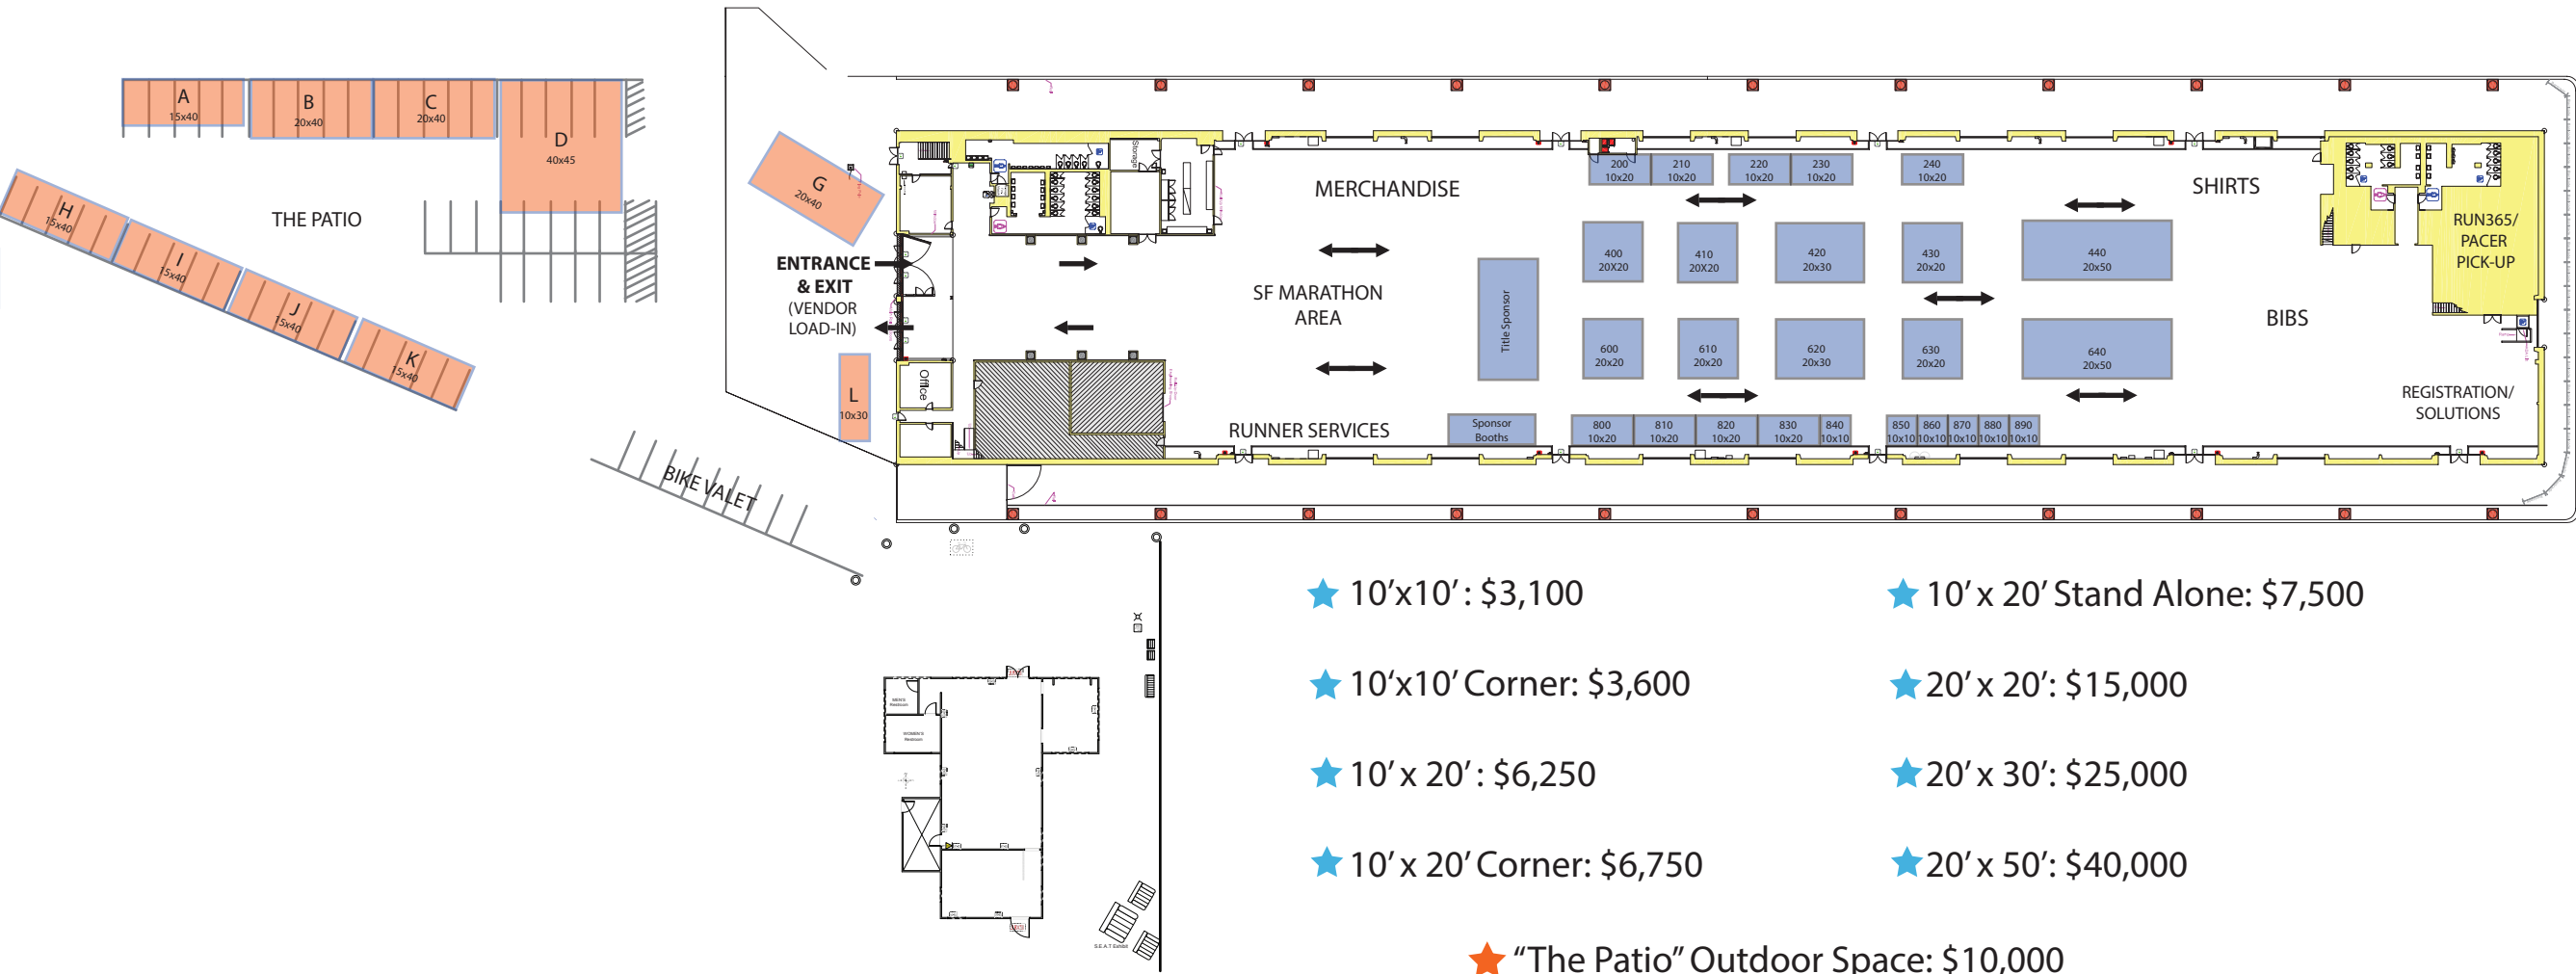 A
15x40
B
20x40
C
20x40
D
40x45
THE PATIO
H
15x40
I
15x40
J
15x40
K
15x40
G
20x40
ENTRANCE
& EXIT
(VENDOR
LOAD-IN)
L
10x30
BIKE VALET
Storage
Office
MERCHANDISE
SF MARATHON
AREA
RUNNER SERVICES
Title Sponsor
Sponsor
Booths
200
10x20
210
10x20
220
10x20
230
10x20
240
10x20
400
20X20
410
20X20
420
20x30
430
20x20
440
20x50
600
20x20
610
20x20
620
20x30
630
20x20
640
20x50
800
10x20
810
10x20
820
10x20
830
10x20
840
10x10
850
10x10
860
10x10
870
10x10
880
10x10
890
10x10
SHIRTS
RUN365/
PACER
PICK-UP
BIBS
REGISTRATION/
SOLUTIONS
MEN'S
Restroom
WOMEN'S
Restroom
S.E.A.T Exhibit
10'x10' : $3,100
10'x10' Corner: $3,600
10' x 20' : $6,250
10' x 20' Corner: $6,750
10' x 20' Stand Alone: $7,500
20' x 20': $15,000
20' x 30': $25,000
20' x 50': $40,000
"The Patio" Outdoor Space: $10,000